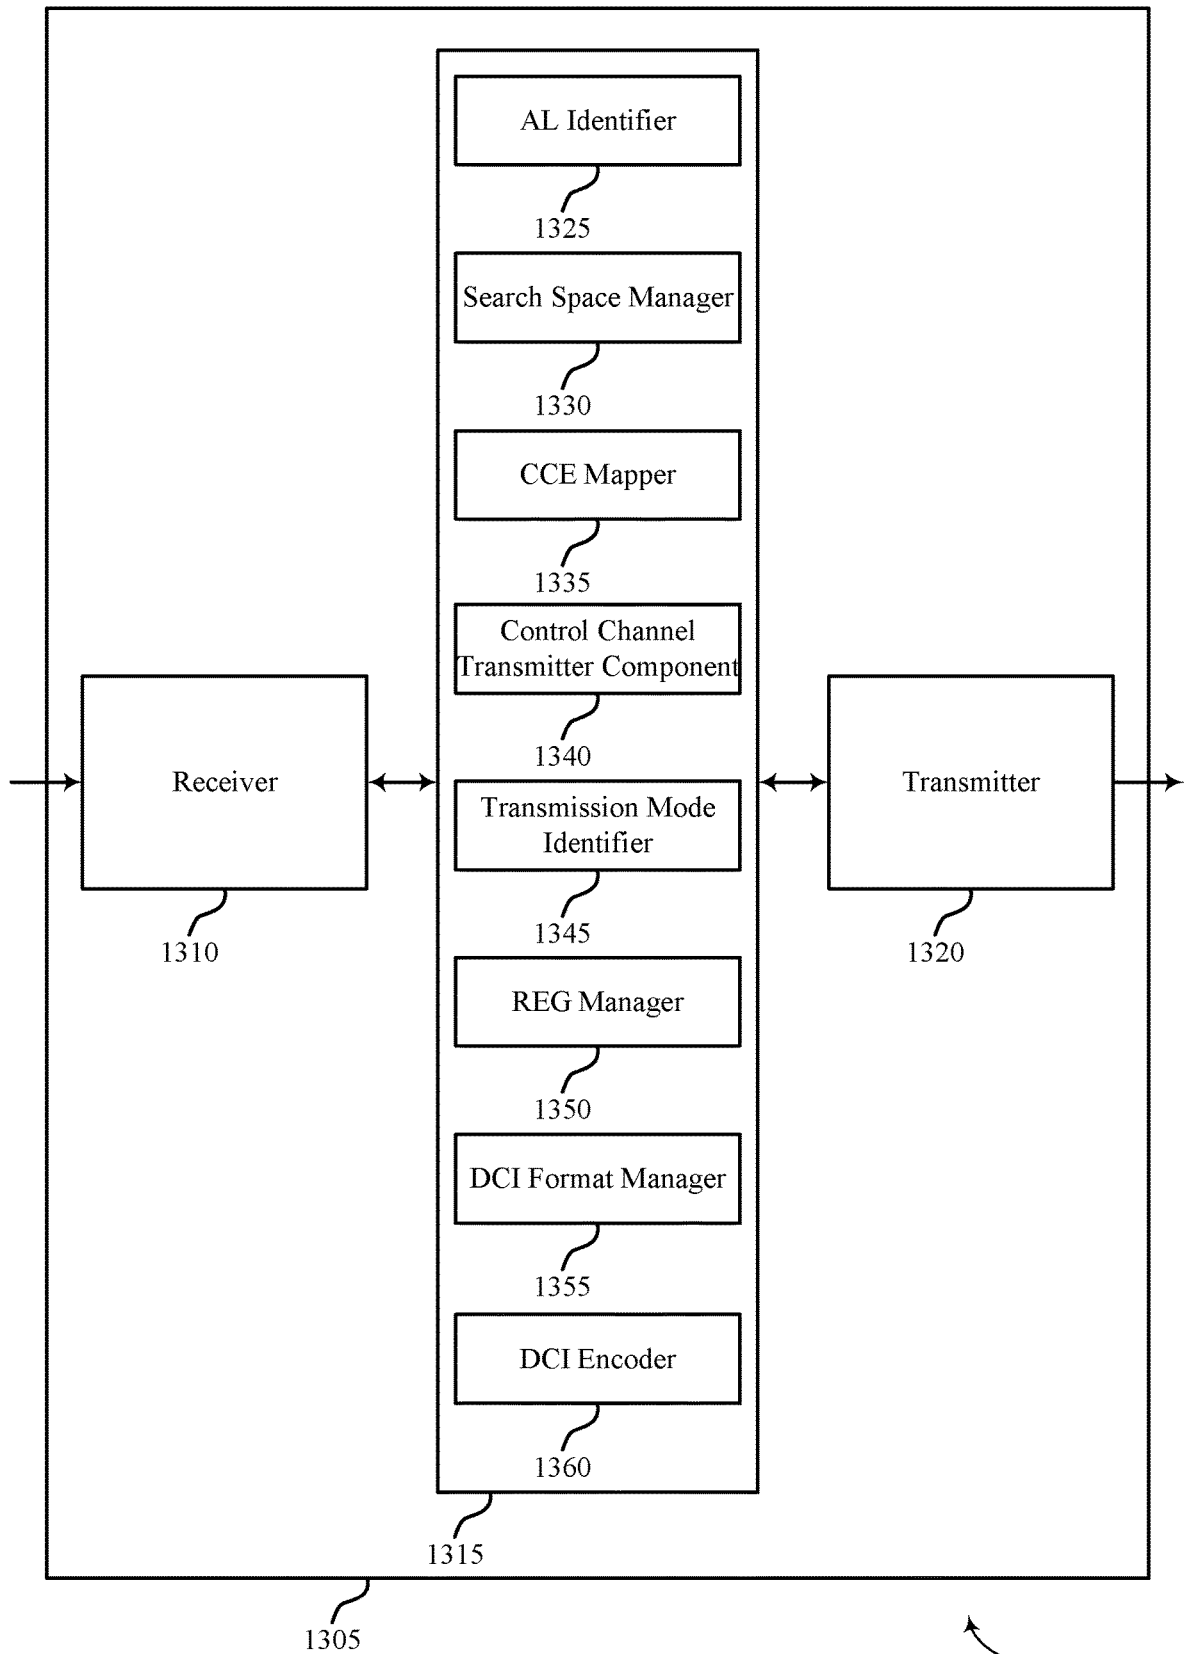 AL Identifier
1325
Search Space Manager
1330
CCE Mapper
1335
Control Channel
Transmitter Component
1340
Receiver
1310
Transmission Mode
Identifier
1345
Transmitter
1320
REG Manager
1350
DCI Format Manager
1355
DCI Encoder
1360
1315
1305